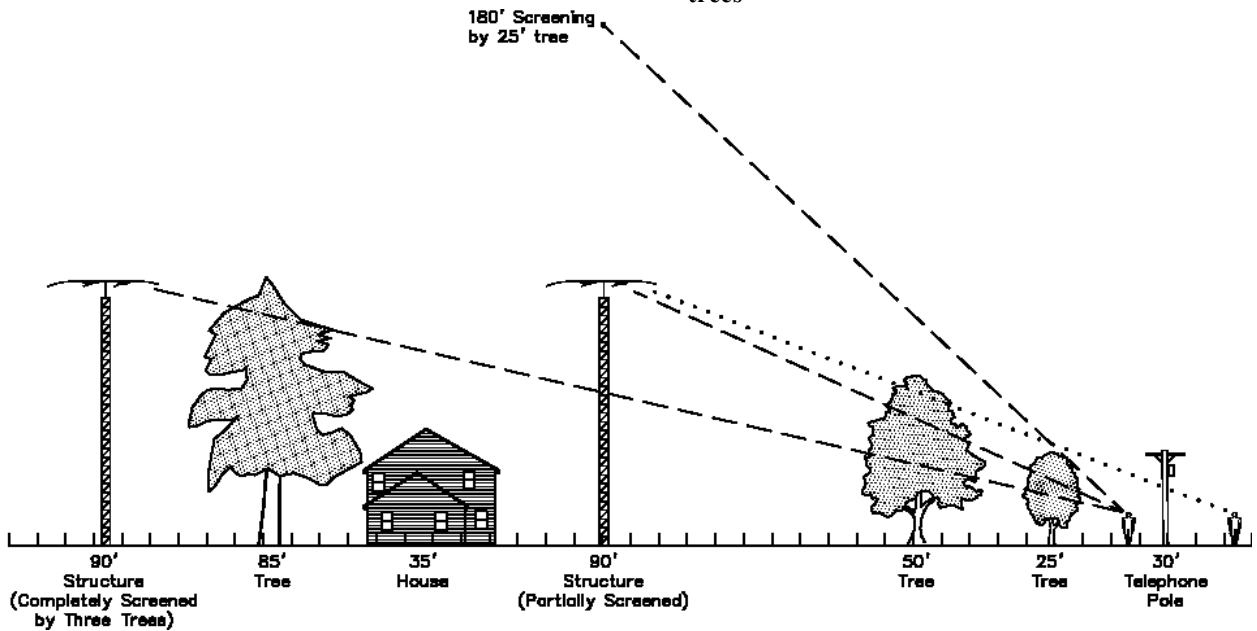 trees
180' Screening
by 25' tree
90'
Structure
(Completely Screened
by Three Trees)
85'
Tree
35'
House
90'
Structure
(Partially Screened)
50'
Tree
25'
Tree
30'
Telephone
Pole